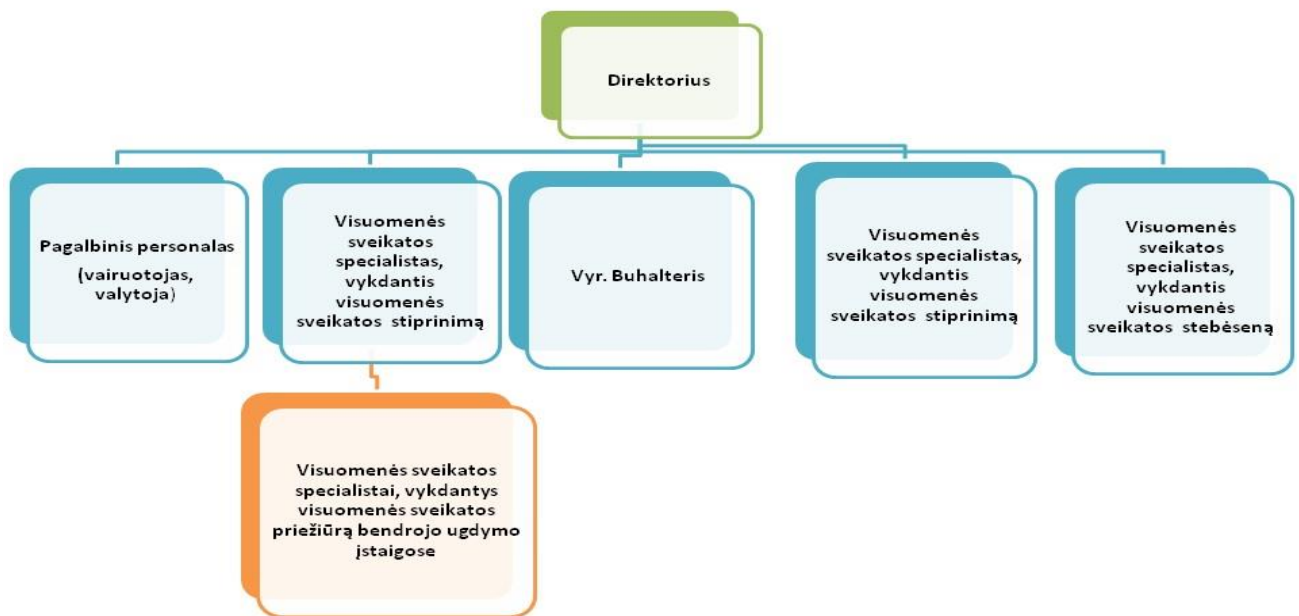 Direktorius
Pagalbinis personalas
(vairuotojas,
valytoja)
Visuomenės
sveikatos
specialistas,
vykdantis
visuomenės
sveikatos stiprinimą
Vyr. Buhalteris
Visuomenės
sveikatos specialistas,
vykdantis
visuomenės
sveikatos stiprinimą
Visuomenės
sveikatos
specialistas,
vykdantis
visuomenės
sveikatos stebėseną
Visuomenės sveikatos
specialistai, vykdantys
visuomenės sveikatos
priežiūrą bendrojo ugdymo
įstaigose